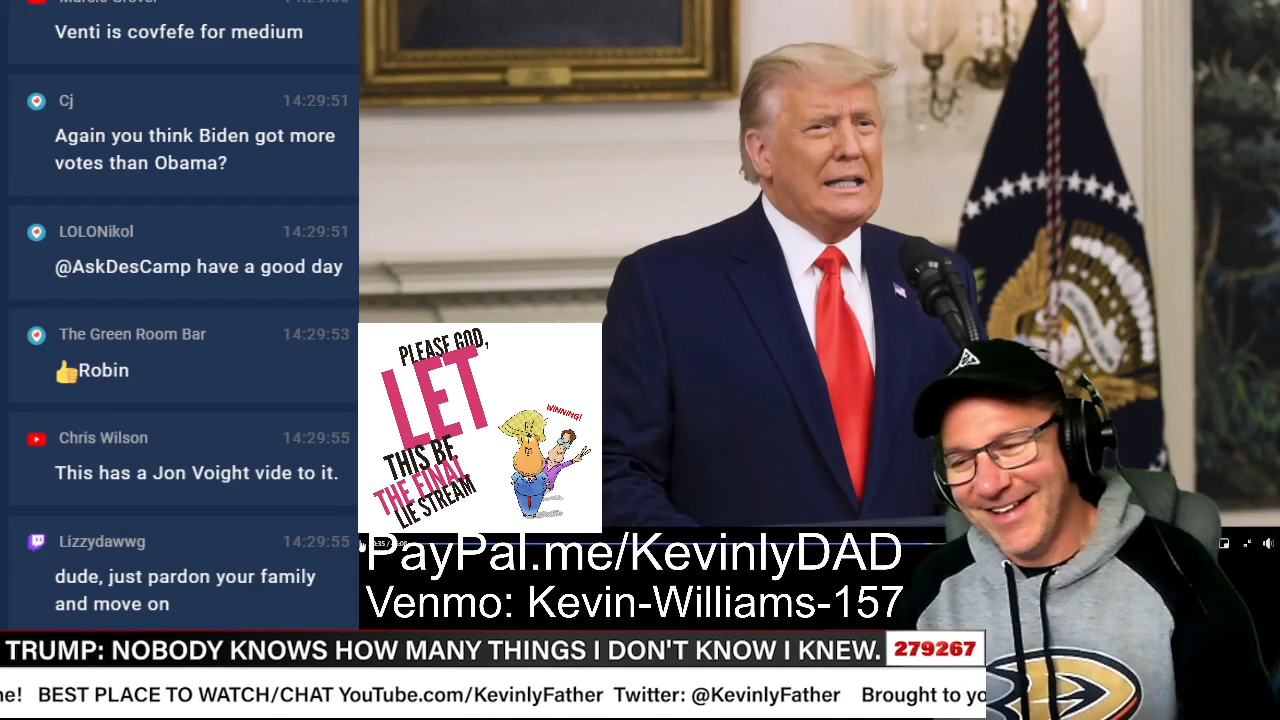 Venti is covfefe for medium
Cj 14:29:51
Again you think Biden got more
votes than Obama?
LOLONikol 14:29:51
@AskDesCamp have a good day
The Green Room Bar 14:29:53
👍Robin
Chris Wilson 14:29:55
This has a Jon Voight vide to it.
Lizzydawwg 14:29:55
dude, just pardon your family
and move on
PLEASE GOD,
LET
THIS BE
THE FINAL
LIE STREAM
WINNING!
PayPal.me/KevinlyDAD
Venmo: Kevin-Williams-157
TRUMP: NOBODY KNOWS HOW MANY THINGS I DON'T KNOW I KNEW. 279267
ne! BEST PLACE TO WATCH/CHAT YouTube.com/KevinlyFather Twitter: @KevinlyFather Brought to yo